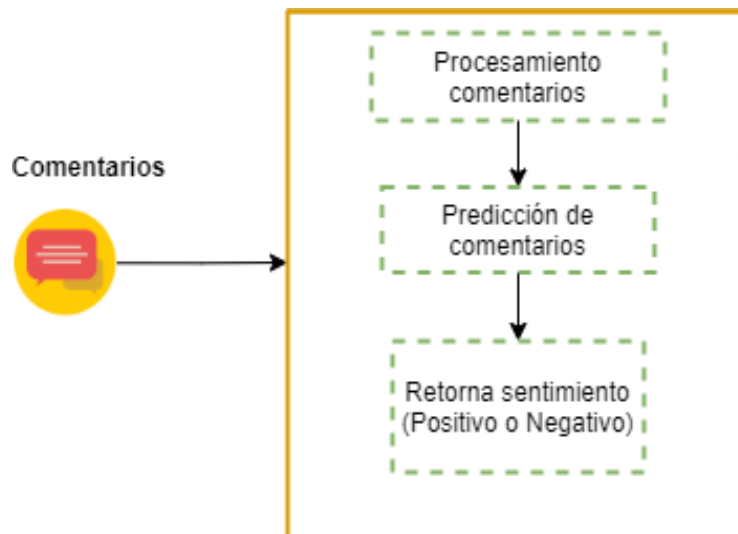 Procesamiento
comentarios
Comentarios
Predicción de
comentarios
Retorna sentimiento
(Positivo o Negativo)